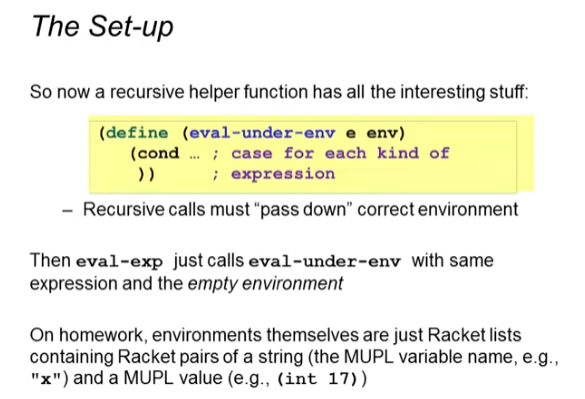 The Set-up
So now a recursive helper function has all the interesting stuff:
(define (eval-under-env e env)
(cond … ; case for each kind of
)) ; expression
– Recursive calls must “pass down” correct environment
Then eval-exp just calls eval-under-env with same
expression and the empty environment
On homework, environments themselves are just Racket lists
containing Racket pairs of a string (the MUPL variable name, e.g.,
"x") and a MUPL value (e.g., (int 17))